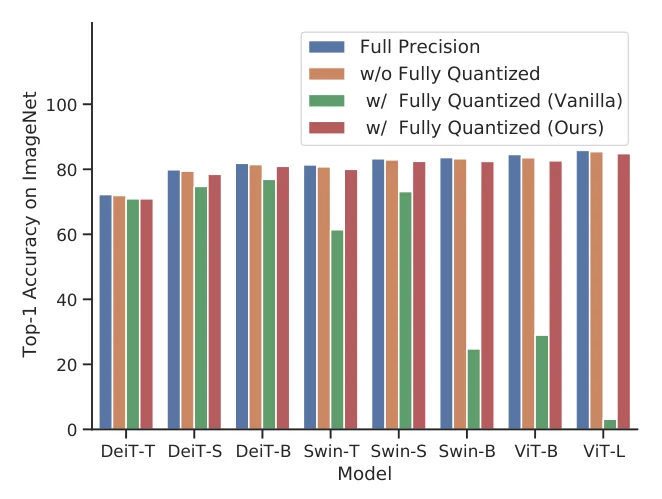 Full Precision
w/o Fully Quantized
w/ Fully Quantized (Vanilla)
w/ Fully Quantized (Ours)
Top-1 Accuracy on ImageNet
100
80
60
40
20
0
DeiT-T DeiT-S DeiT-B Swin-T Swin-S Swin-B ViT-B ViT-L
Model